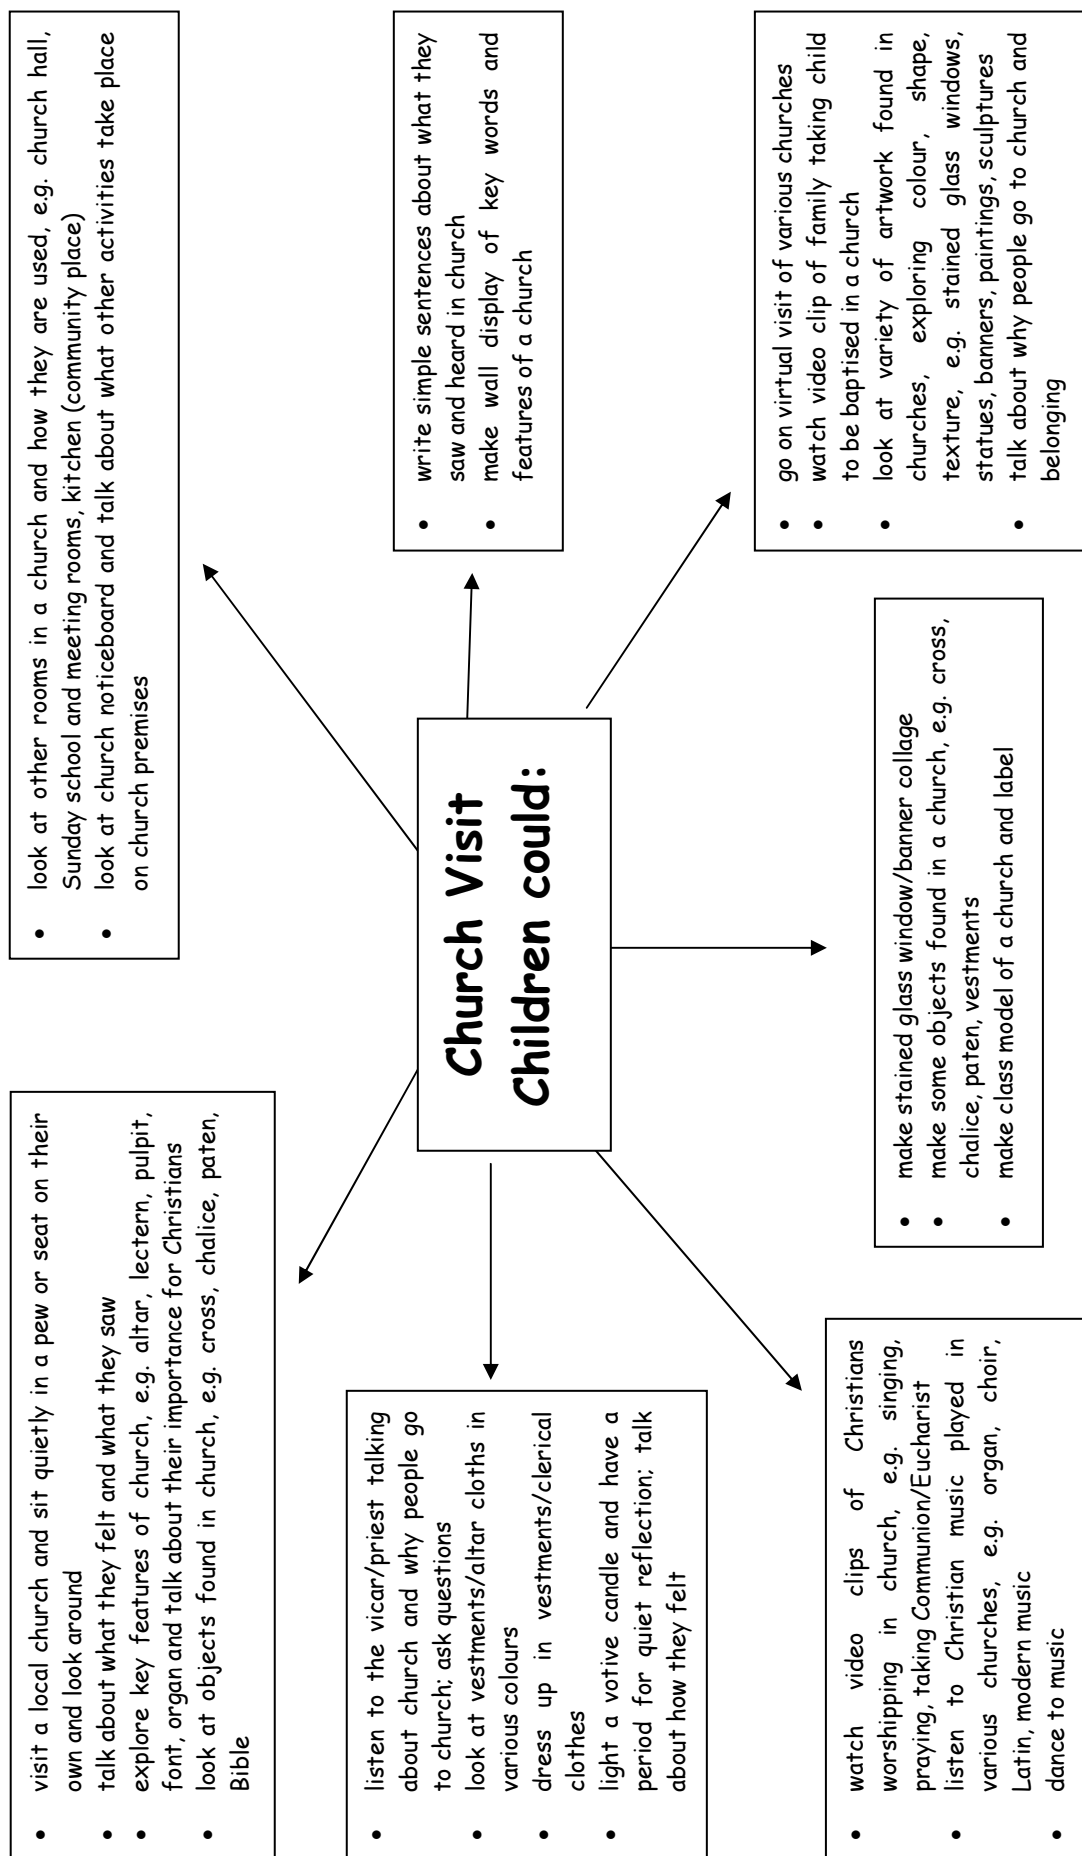 • visit a local church and sit quietly in a pew or seat on their
own and look around
• talk about what they felt and what they saw
• explore key features of church, e.g. altar, lectern, pulpit,
font, organ and talk about their importance for Christians
• look at objects found in church, e.g. cross, chalice, paten,
Bible
• look at other rooms in a church and how they are used, e.g. church hall,
Sunday school and meeting rooms, kitchen (community place)
• look at church noticeboard and talk about what other activities take place
on church premises
• listen to the vicar/priest talking
about church and why people go
to church; ask questions
• look at vestments/altar cloths in
various colours
• dress up in vestments/clerical
clothes
• light a votive candle and have a
period for quiet reflection; talk
about how they felt
Church Visit
Children could:
• write simple sentences about what they
saw and heard in church
• make wall display of key words and
features of a church
• watch video clips of Christians
worshipping in church, e.g. singing,
praying, taking Communion/Eucharist
• listen to Christian music played in
various churches, e.g. organ, choir,
Latin, modern music
• dance to music
• make stained glass window/banner collage
• make some objects found in a church, e.g. cross,
chalice, paten, vestments
• make class model of a church and label
• go on virtual visit of various churches
• watch video clip of family taking child
to be baptised in a church
• look at variety of artwork found in
churches, exploring colour, shape,
texture, e.g. stained glass windows,
statues, banners, paintings, sculptures
• talk about why people go to church and
belonging